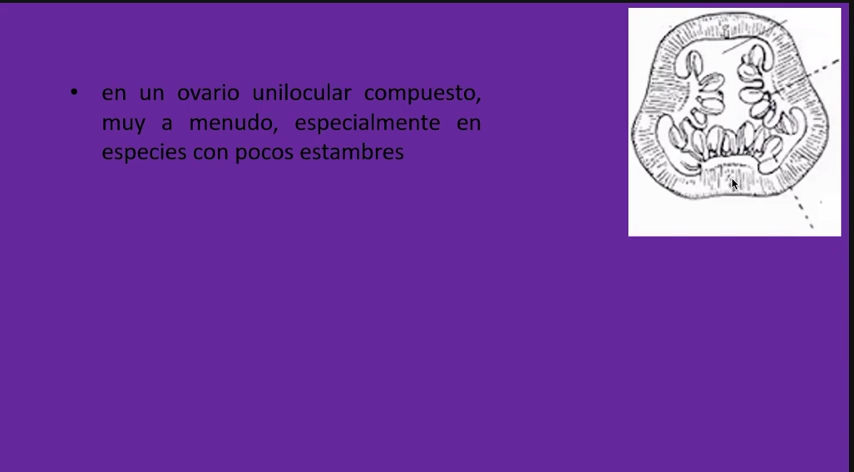 • en un ovario unilocular compuesto,
muy a menudo, especialmente en
especies con pocos estambres